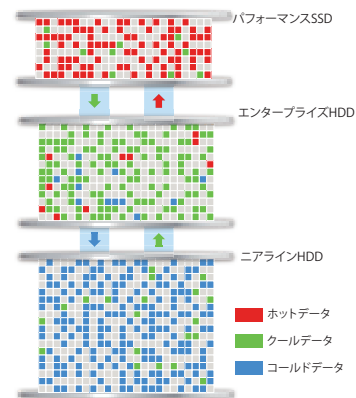 パフォーマンスSSD
エンタープライズHDD
ニアラインHDD
ホットデータ
クールデータ
コールドデータ